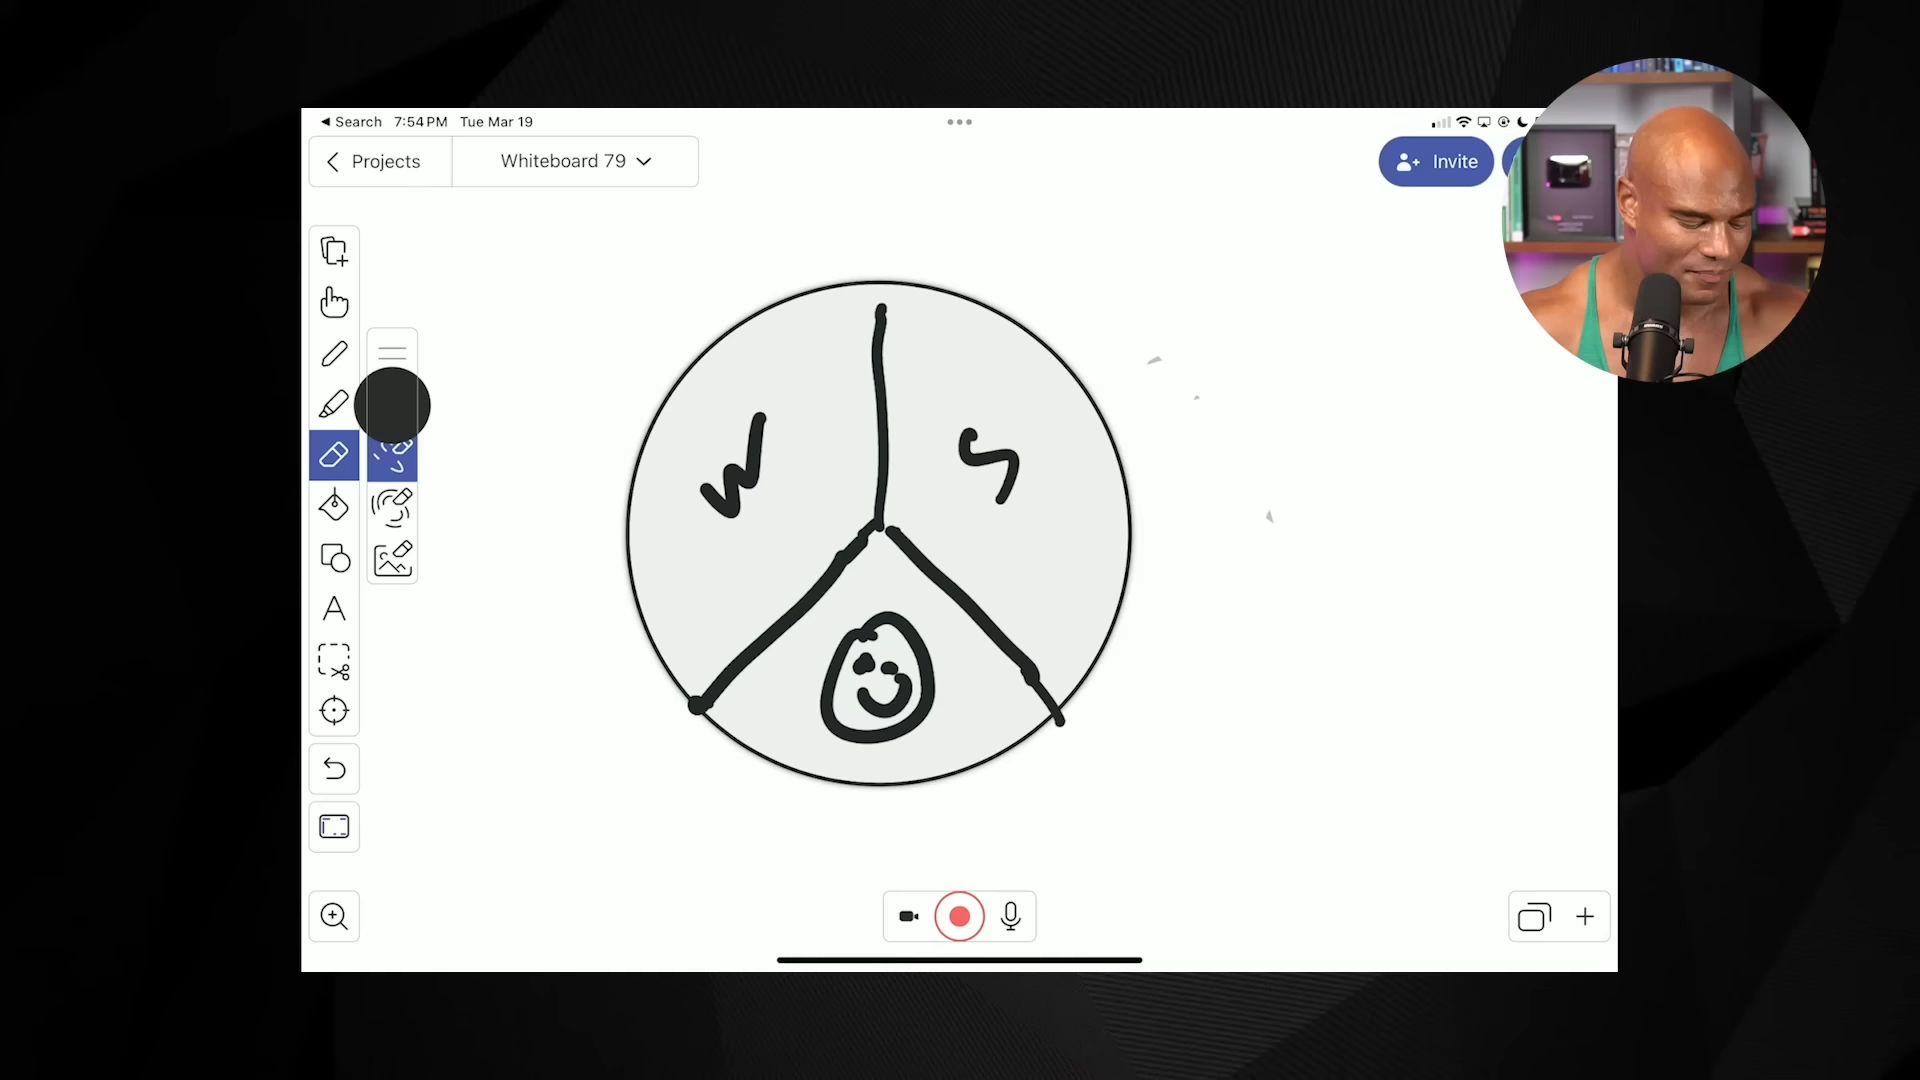 Search 7:54 PM Tue Mar 19
Projects
Whiteboard 79
Invite
W
S
A